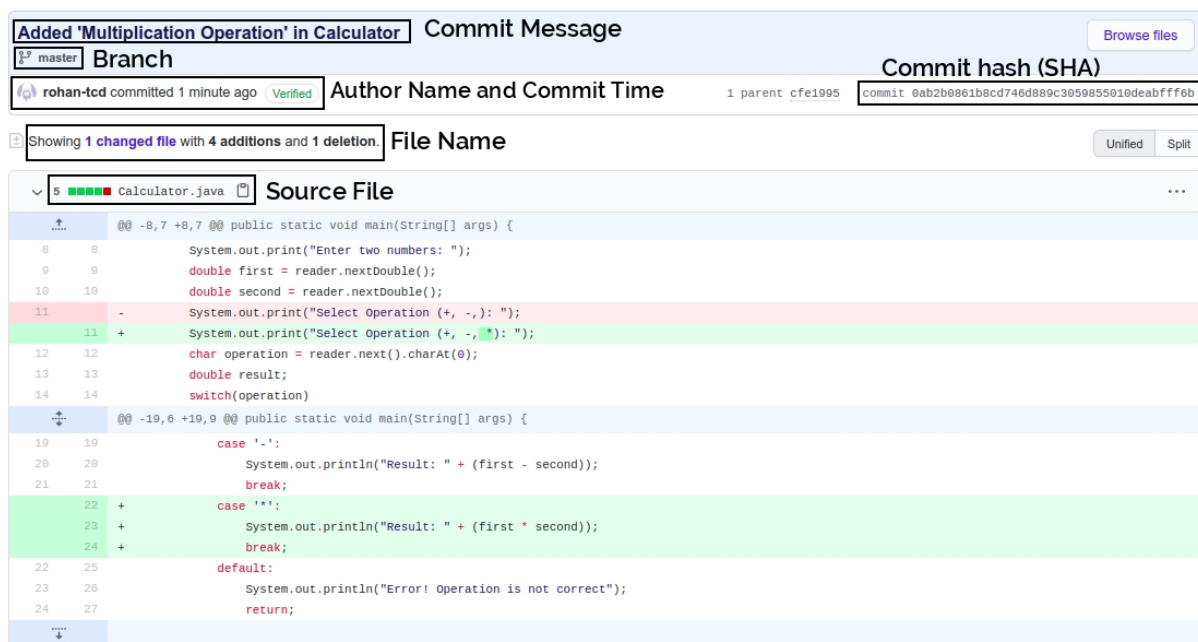 Added 'Multiplication Operation' in Calculator Commit Message
Browse files
master Branch
Commit hash (SHA)
rohan-tcd committed 1 minute ago Verified Author Name and Commit Time 1 parent cfe1995 commit 0ab2b0861b8cd746d889c3059855010deabfff6b
Showing 1 changed file with 4 additions and 1 deletion. File Name
Unified Split
5 Calculator.java Source File ...
@@ -8,7 +8,7 @@ public static void main(String[] args) {
8 8 System.out.print("Enter two numbers: ");
9 9 double first = reader.nextDouble();
10 10 double second = reader.nextDouble();
11 - System.out.print("Select Operation (+, -,): ");
11 + System.out.print("Select Operation (+, -, *): ");
12 12 char operation = reader.next().charAt(0);
13 13 double result;
14 14 switch(operation)
@@ -19,6 +19,9 @@ public static void main(String[] args) {
19 19 case '-':
20 20 System.out.println("Result: " + (first - second));
21 21 break;
22 + case '*':
23 + System.out.println("Result: " + (first * second));
24 + break;
22 25 default:
23 26 System.out.println("Error! Operation is not correct");
24 27 return;